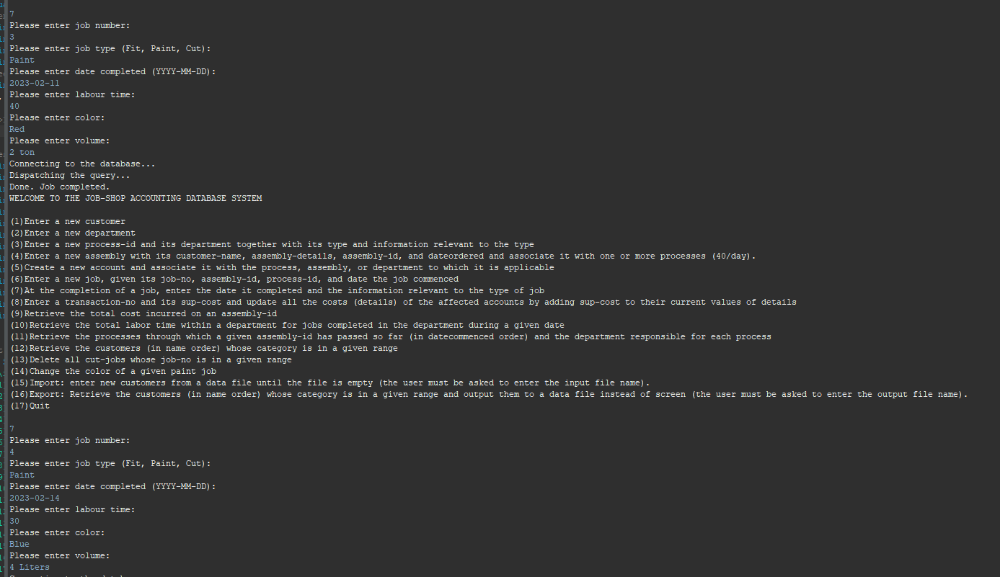 7
Please enter job number:
3
Please enter job type (Fit, Paint, Cut):
Paint
Please enter date completed (YYYY-MM-DD):
2023-02-11
Please enter labour time:
40
Please enter color:
Red
Please enter volume:
2 ton
Connecting to the database...
Dispatching the query...
Done. Job completed.
WELCOME TO THE JOB-SHOP ACCOUNTING DATABASE SYSTEM
(1)Enter a new customer
(2)Enter a new department
(3)Enter a new process-id and its department together with its type and information relevant to the type
(4)Enter a new assembly with its customer-name, assembly-details, assembly-id, and dateordered and associate it with one or more processes (40/day).
(5)Create a new account and associate it with the process, assembly, or department to which it is applicable
(6)Enter a new job, given its job-no, assembly-id, process-id, and date the job commenced
(7)At the completion of a job, enter the date it completed and the information relevant to the type of job
(8)Enter a transaction-no and its sup-cost and update all the costs (details) of the affected accounts by adding sup-cost to their current values of details
(9)Retrieve the total cost incurred on an assembly-id
(10)Retrieve the total labor time within a department for jobs completed in the department during a given date
(11)Retrieve the processes through which a given assembly-id has passed so far (in datecommenced order) and the department responsible for each process
(12)Retrieve the customers (in name order) whose category is in a given range
(13)Delete all cut-jobs whose job-no is in a given range
(14)Change the color of a given paint job
(15)Import: enter new customers from a data file until the file is empty (the user must be asked to enter the input file name).
(16)Export: Retrieve the customers (in name order) whose category is in a given range and output them to a data file instead of screen (the user must be asked to enter the output file name).
(17)Quit
7
Please enter job number:
4
Please enter job type (Fit, Paint, Cut):
Paint
Please enter date completed (YYYY-MM-DD):
2023-02-14
Please enter labour time:
30
Please enter color:
Blue
Please enter volume:
4 Liters